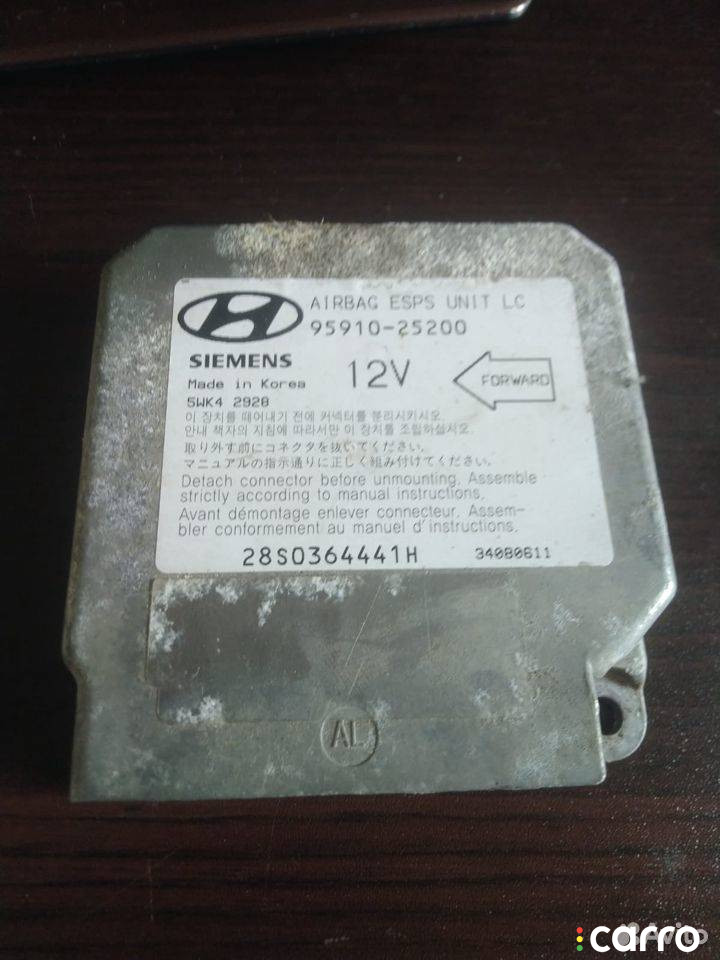 AIRBAG ESPS UNIT LC
95910-25200
SIEMENS
Made in Korea
12V
FORWARD
5WK4 2928
이 장치를 떼어내기 전에 커넥터를 분리시키시오.
안내 책자의 지침에 따라서만 이 장치를 조립하십시오.
取り外す前にコネクタを抜いてください。
マニュアルの指示通りに正しく組み付けてください。
Detach connector before unmounting. Assemble
strictly according to manual instructions.
Avant démontage enlever connecteur. Assem-
bler conformement au manuel d'instructions.
28S0364441H
34080611
AL
Avito
carro